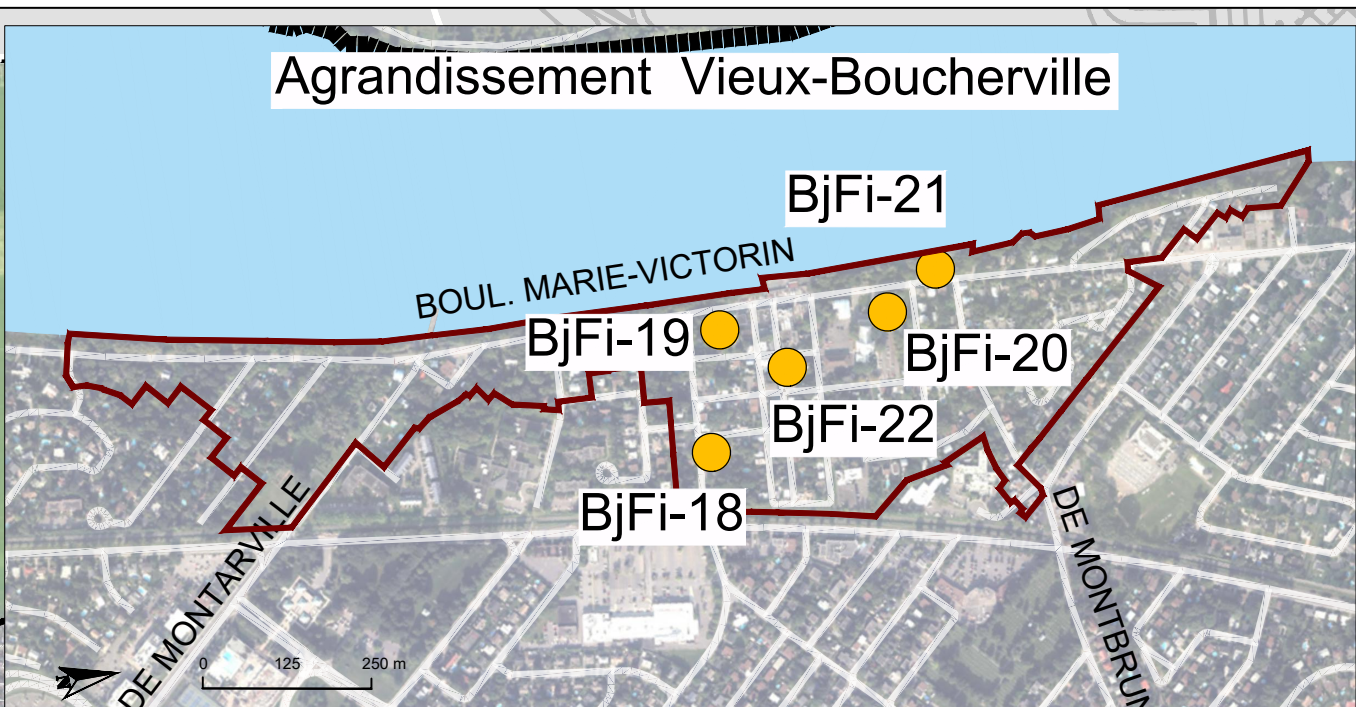 Agrandissement Vieux-Boucherville
BjFi-21
BOUL. MARIE-VICTORIN
BjFi-19
BjFi-20
BjFi-22
BjFi-18
DE MONTARVILLE
DE MONTBRUN
0 125 250 m